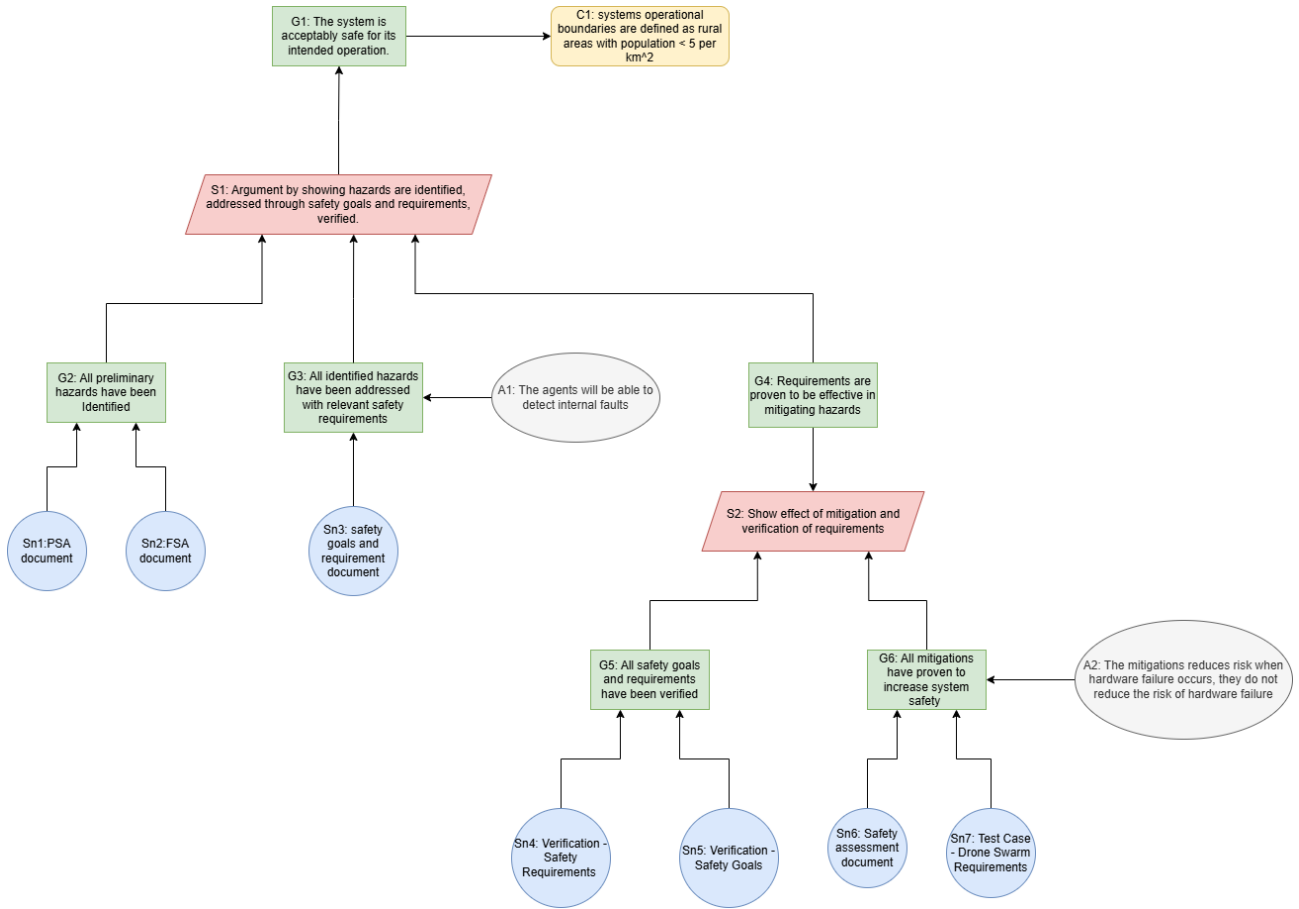 G1: The system is
acceptably safe for its
intended operation.
C1: systems operational
boundaries are defined as rural
areas with population < 5 per
km^2
S1: Argument by showing hazards are identified,
addressed through safety goals and requirements,
verified.
G2: All preliminary
hazards have been
Identified
G3: All identified hazards
have been addressed
with relevant safety
requirements
A1: The agents will be able to
detect internal faults
G4: Requirements are
proven to be effective in
mitigating hazards
Sn1:PSA
document
Sn2:FSA
document
Sn3: safety
goals and
requirement
document
S2: Show effect of mitigation and
verification of requirements
G5: All safety goals
and requirements
have been verified
G6: All mitigations
have proven to
increase system
safety
A2: The mitigations reduces risk when
hardware failure occurs, they do not
reduce the risk of hardware failure
Sn4: Verification -
Safety
Requirements
Sn5: Verification -
Safety Goals
Sn6: Safety
assessment
document
Sn7: Test Case
- Drone Swarm
Requirements